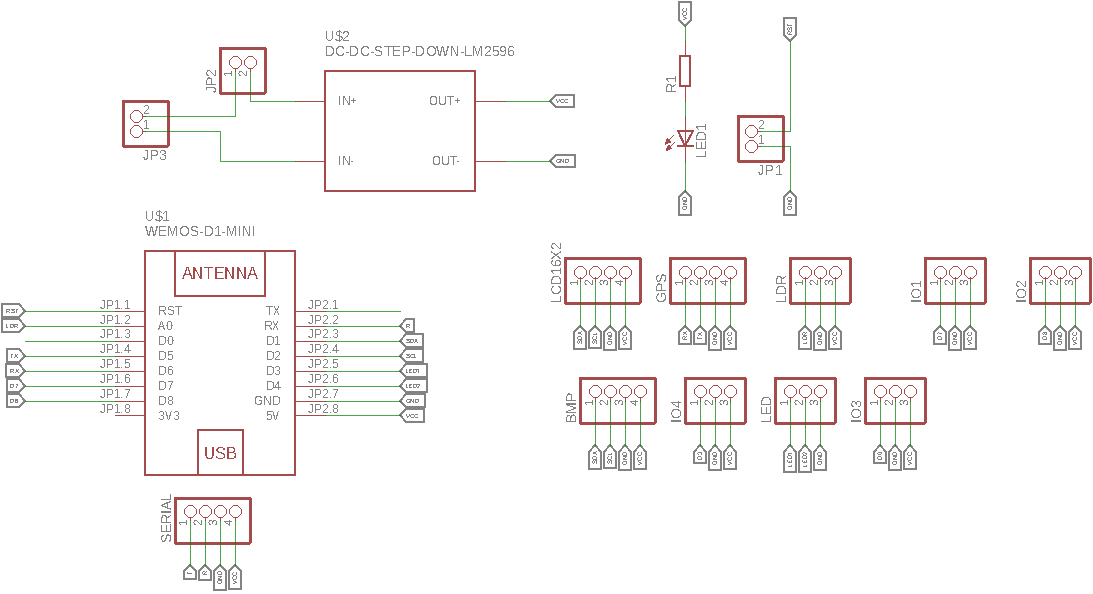 VCC
RST
U$2
DC-DC-STEP-DOWN-LM2596
JP2
1
2
IN+
OUT+
VCC
R1
2
1
JP3
IN-
OUT-
GND
LED1
2
1
JP1
GND
GND
U$1
WEMOS-D1-MINI
ANTENNA
RST
JP1.1
RST
TX
JP2.1
LDR
JP1.2
A0
RX
JP2.2
R
JP1.3
D0
D1
JP2.3
SDA
TX
JP1.4
D5
D2
JP2.4
SCL
RX
JP1.5
D6
D3
JP2.5
LED1
D7
JP1.6
D7
D4
JP2.6
LED2
D8
JP1.7
D8
GND
JP2.7
GND
JP1.8
3V3
5V
JP2.8
VCC
USB
LCD16X2
1
2
3
4
SDA
SCL
GND
VCC
GPS
1
2
3
4
RX
TX
GND
VCC
LDR
1
2
3
LDR
GND
VCC
IO1
1
2
3
D7
GND
VCC
IO2
1
2
3
D8
GND
VCC
BMP
1
2
3
4
SDA
SCL
GND
VCC
IO4
1
2
3
GND
VCC
LED
1
2
3
LED1
LED2
GND
IO3
1
2
3
GND
VCC
SERIAL
1
2
3
4
T
R
GND
VCC